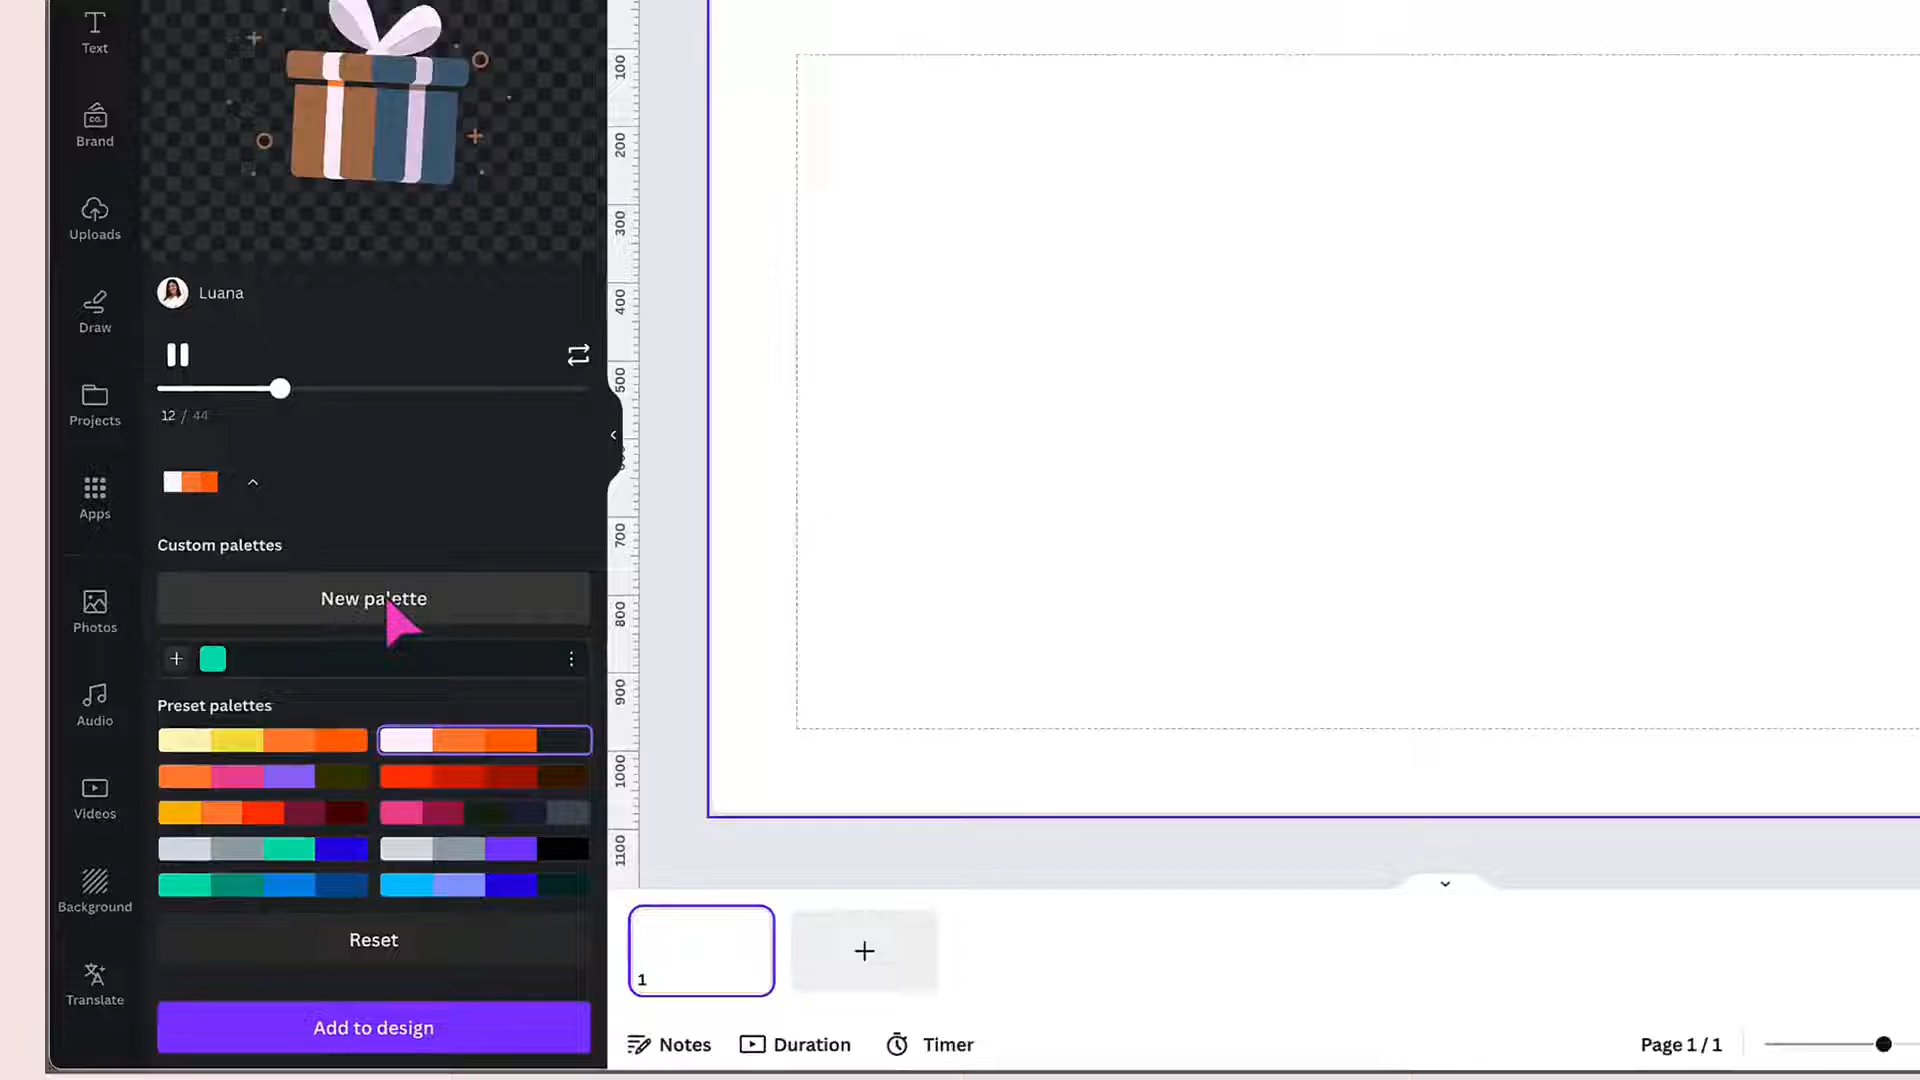 Text
CO.
Brand
Uploads
Draw
Projects
Apps
Photos
Audio
Videos
Background
Translate
Luana
12 / 44
Custom palettes
New palette
Preset palettes
Reset
Add to design
100
200
300
400
500
700
800
900
1000
1100
1
Notes
Duration
Timer
Page 1 / 1